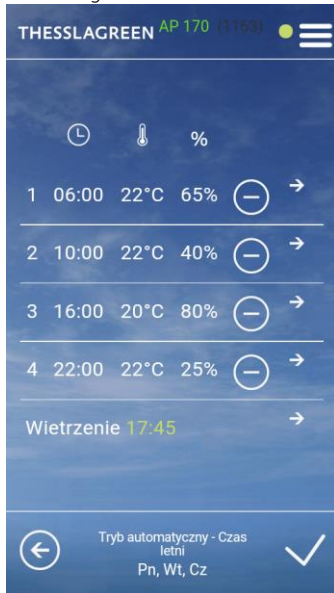 THESSLAGREEN AP 170 (1163)
%
1 06:00 22°C 65%
2 10:00 22°C 40%
3 16:00 20°C 80%
4 22:00 22°C 25%
Wietrzenie 17:45
Tryb automatyczny - Czas
letni
Pn, Wt, Cz